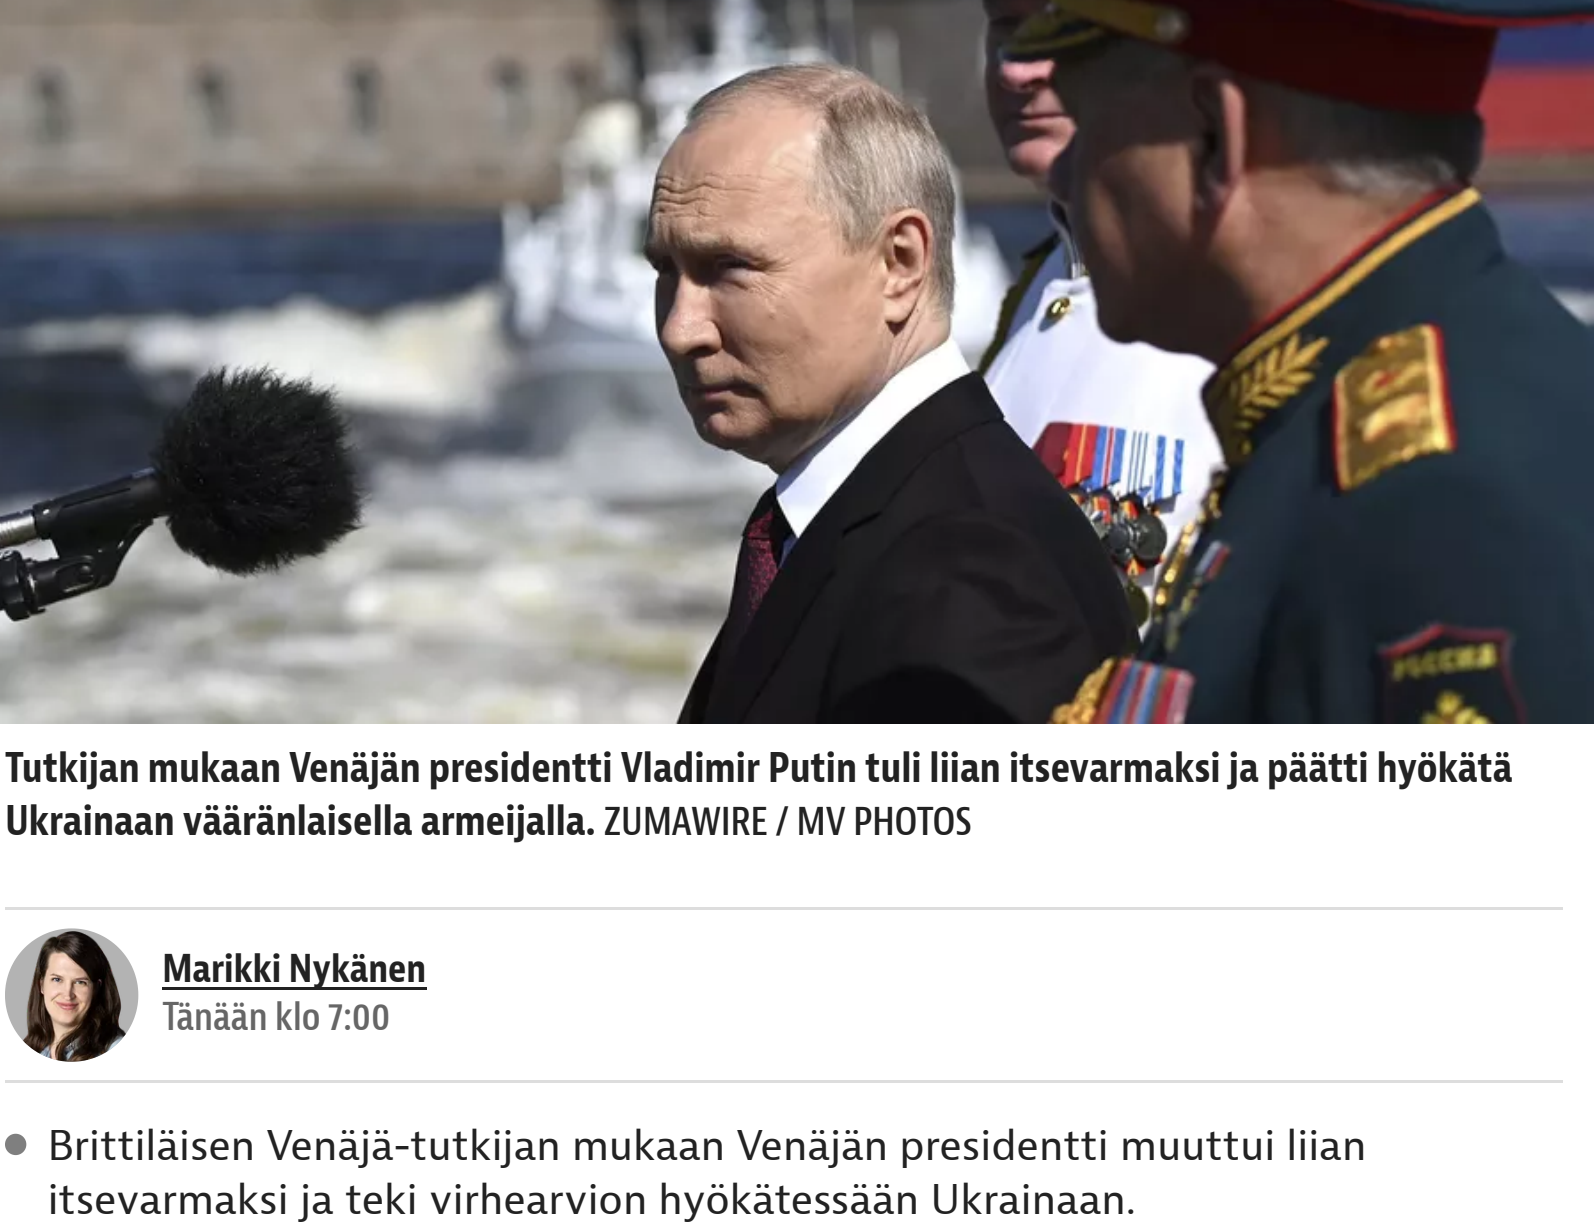 РОССИЯ
Tutkijan mukaan Venäjän presidentti Vladimir Putin tuli liian itsevarmaksi ja päätti hyökätä
Ukrainaan vääränlaisella armeijalla. ZUMAWIRE / MV PHOTOS
Marikki Nykänen
Tänään klo 7:00
Brittiläisen Venäjä-tutkijan mukaan Venäjän presidentti muuttui liian
itsevarmaksi ja teki virhearvion hyökätessään Ukrainaan.